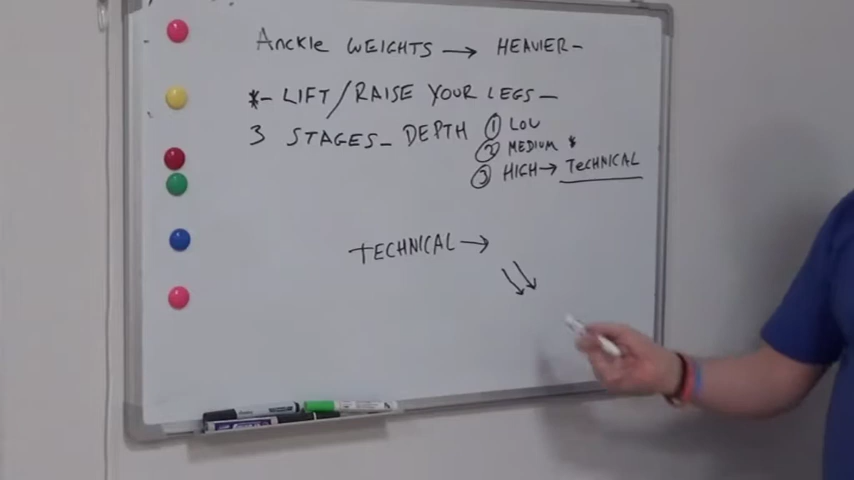 Anckle WEIGHTS → HEAVIER-
*- LIFT/RAISE YOUR LEGS-
3 STAGES- DEPTH ① LOW
② MEDIUM *
③ HIGH → TECHNICAL
TECHNICAL →